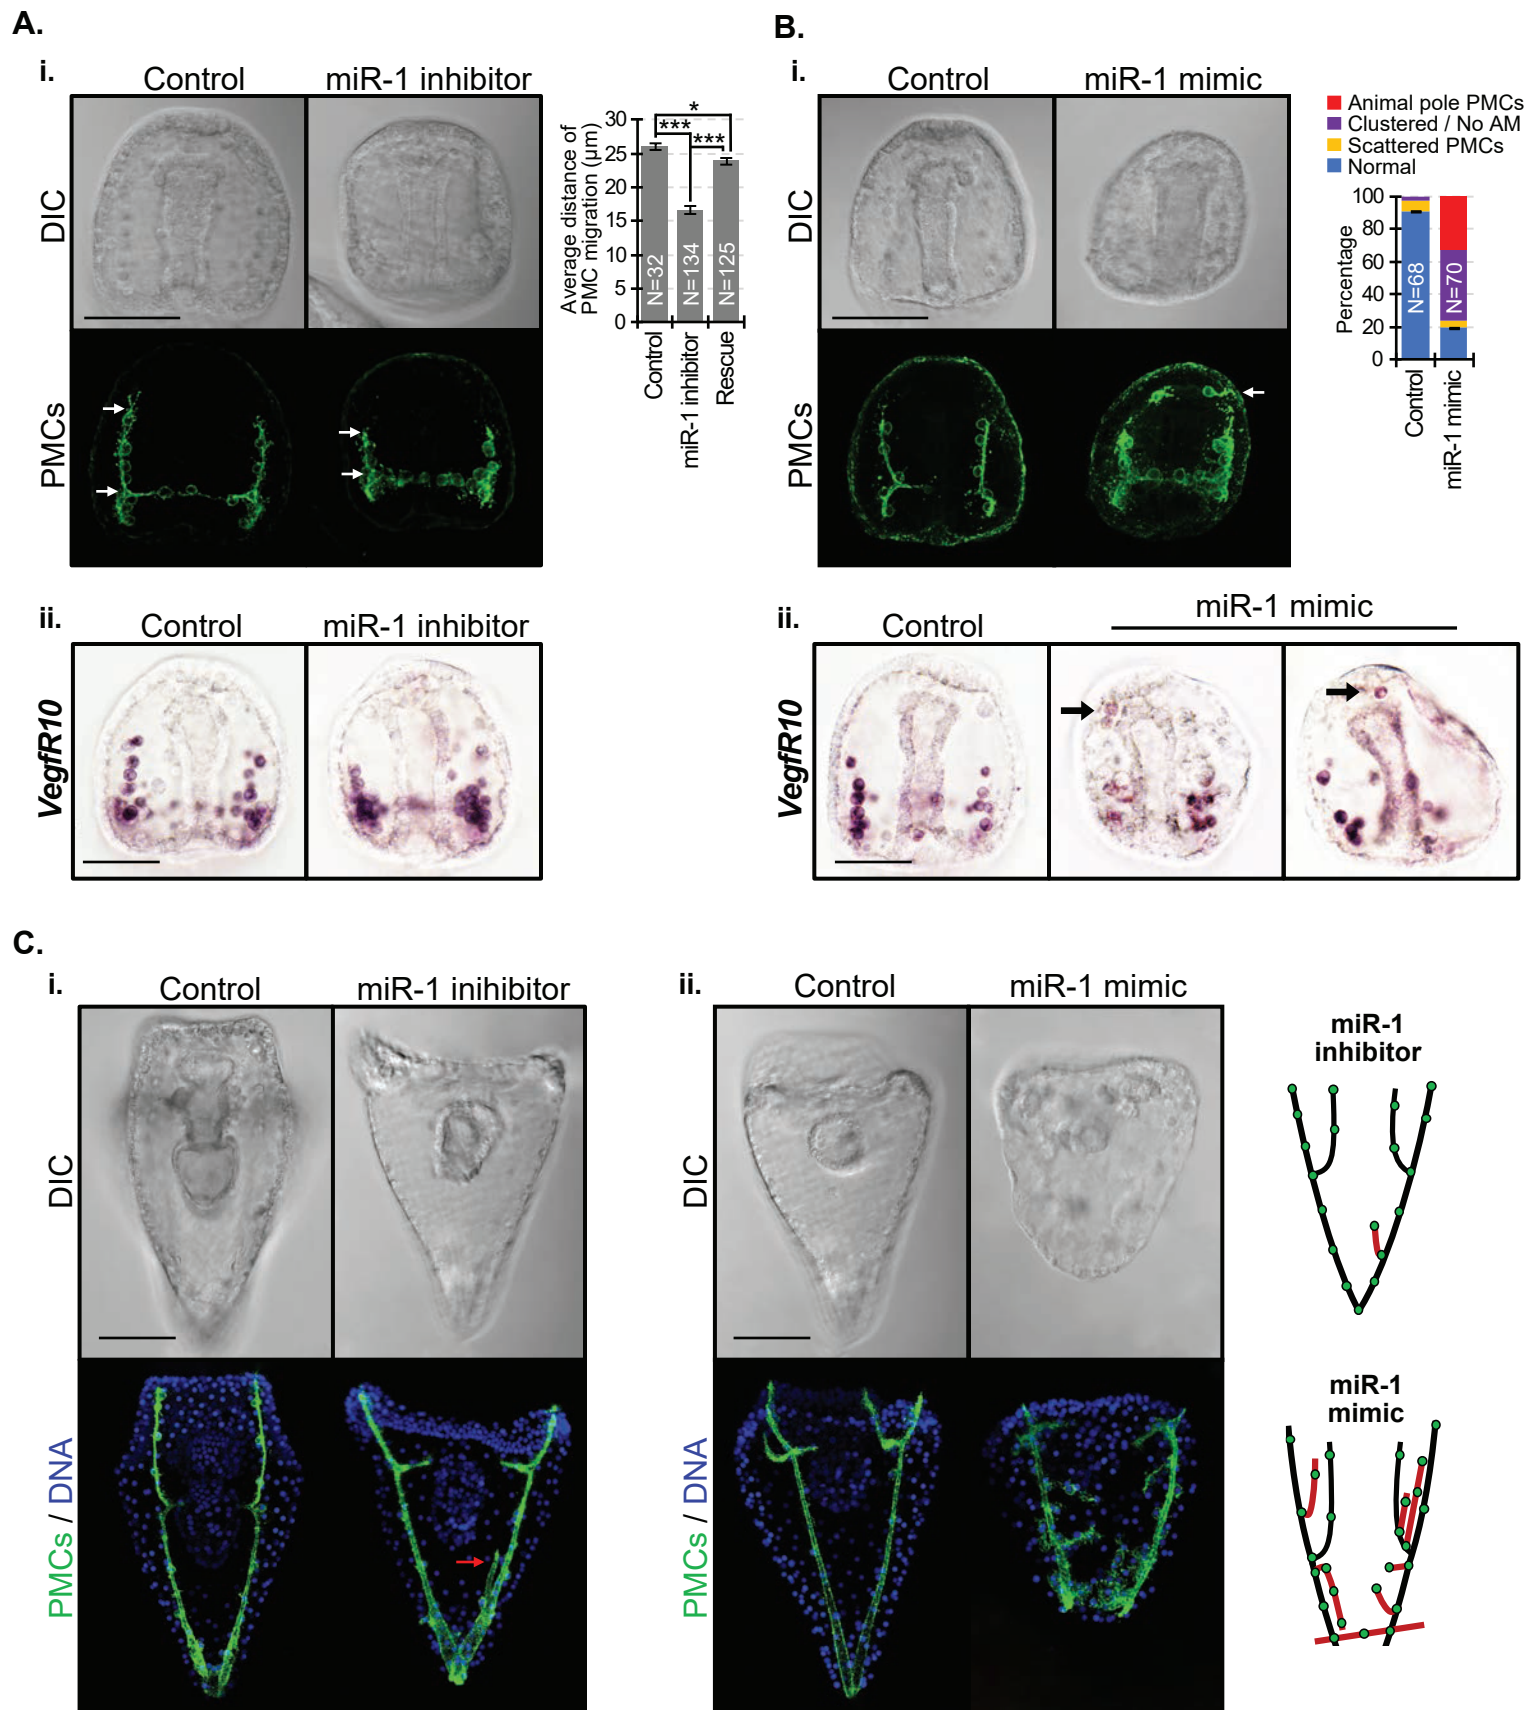 A.
i.
Control
miR-1 inhibitor
DIC
PMCs
Average distance of
PMC migration (µm)
30
25
20
15
10
5
0
*
***
***
N=32
N=134
N=125
Control
miR-1 inhibitor
Rescue
ii.
Control
miR-1 inhibitor
VegfR10
B.
i.
Control
miR-1 mimic
DIC
PMCs
Animal pole PMCs
Clustered / No AM
Scattered PMCs
Normal
Percentage
100
80
60
40
20
0
N=68
N=70
Control
miR-1 mimic
ii.
Control
miR-1 mimic
VegfR10
C.
i.
Control
miR-1 inihibitor
DIC
PMCs / DNA
ii.
Control
miR-1 mimic
DIC
PMCs / DNA
miR-1
inhibitor
miR-1
mimic